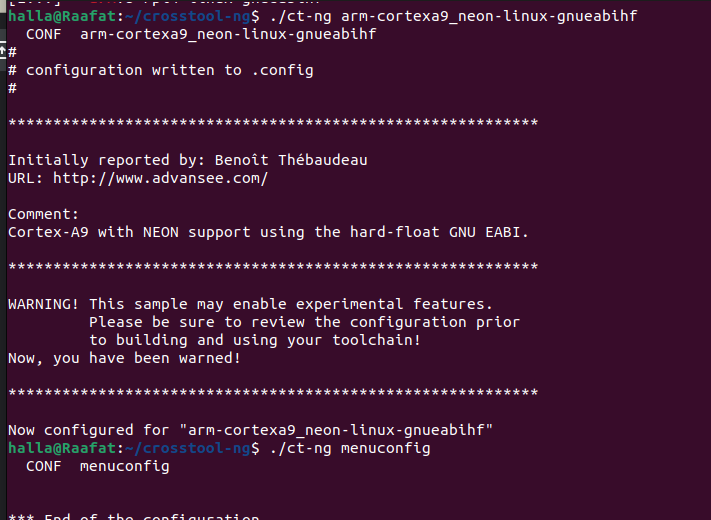 halla@Raafat:~/crosstool-ng$ ./ct-ng arm-cortexa9_neon-linux-gnueabihf
  CONF  arm-cortexa9_neon-linux-gnueabihf
#
# configuration written to .config
#

***********************************************************

Initially reported by: Benoît Thébaudeau
URL: http://www.advansee.com/

Comment:
Cortex-A9 with NEON support using the hard-float GNU EABI.

***********************************************************

WARNING! This sample may enable experimental features.
         Please be sure to review the configuration prior
         to building and using your toolchain!
Now, you have been warned!

***********************************************************

Now configured for "arm-cortexa9_neon-linux-gnueabihf"
halla@Raafat:~/crosstool-ng$ ./ct-ng menuconfig
  CONF  menuconfig


*** End of the configuration